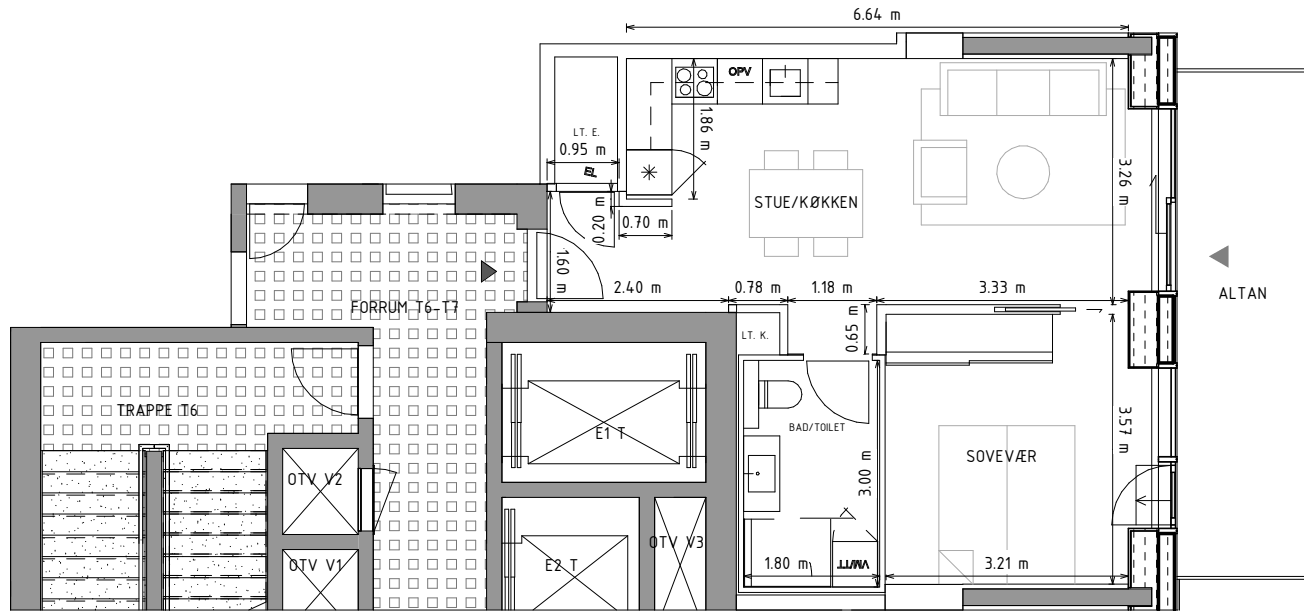 6.64 m
OPV
LT. E.
0.95 m
EL
1.86 m
3.26 m
0.20 m
0.70 m
STUE/KØKKEN
1.60 m
ALTAN
2.40 m
0.78 m
1.18 m
3.33 m
FORRUM T6-T7
LT. K.
0.65 m
TRAPPE T6
BAD/TOILET
3.57 m
E1 T
SOVEVÆR
3.00 m
OTV V2
OTV V3
OTV V1
E2 T
1.80 m
VM/TT
3.21 m